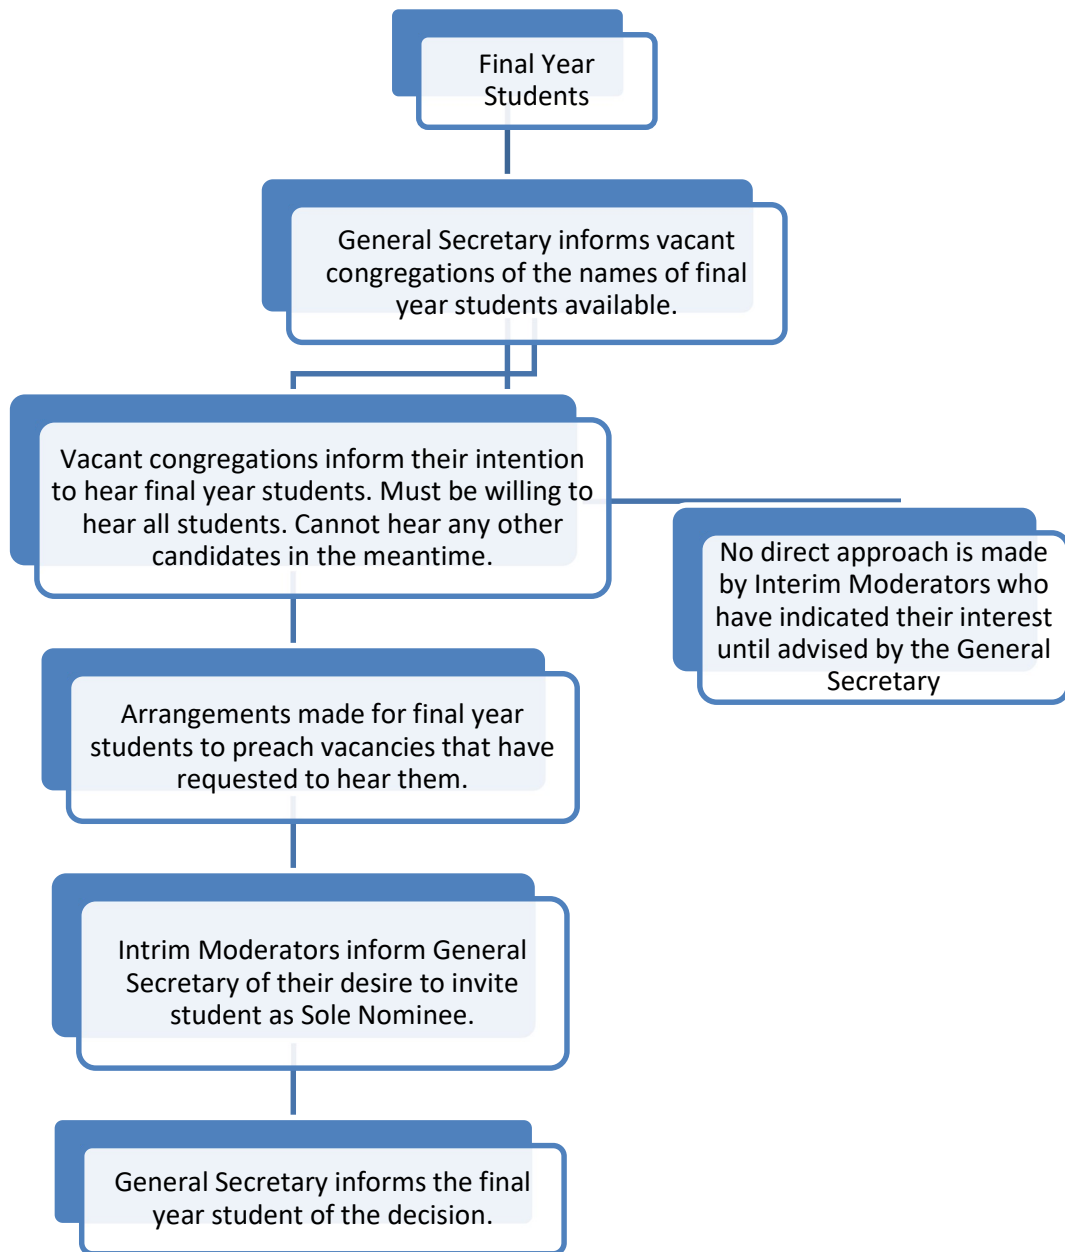 Final Year
Students
General Secretary informs vacant
congregations of the names of final
year students available.
Vacant congregations inform their intention
to hear final year students. Must be willing to
hear all students. Cannot hear any other
candidates in the meantime.
No direct approach is made
by Interim Moderators who
have indicated their interest
until advised by the General
Secretary
Arrangements made for final year
students to preach vacancies that have
requested to hear them.
Intrim Moderators inform General
Secretary of their desire to invite
student as Sole Nominee.
General Secretary informs the final
year student of the decision.